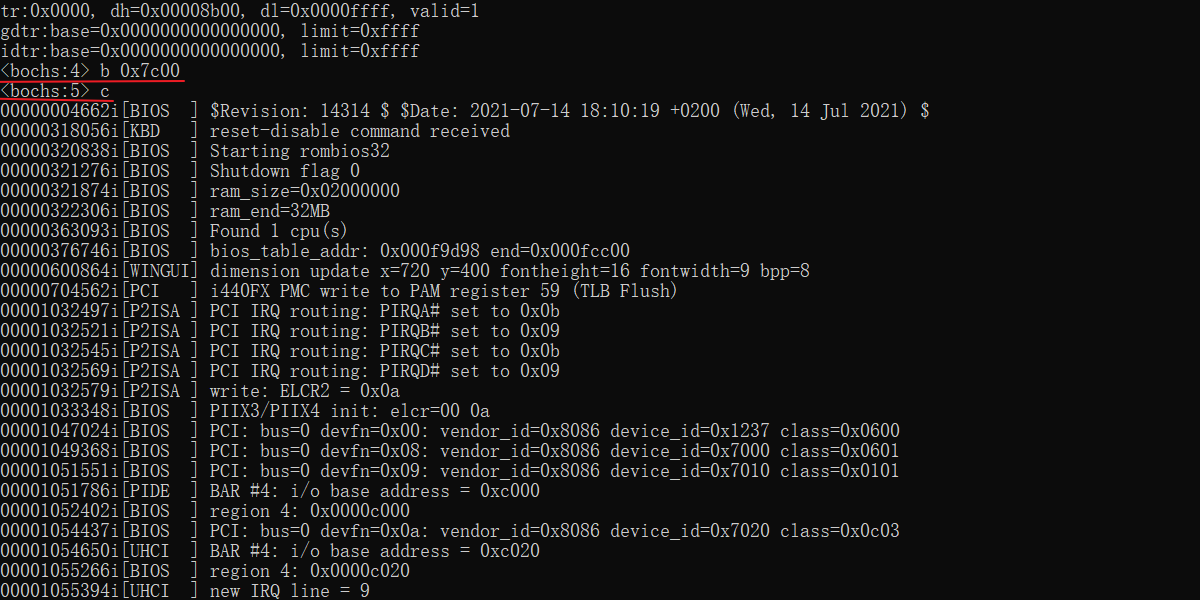 tr:0x0000, dh=0x00008b00, dl=0x0000ffff, valid=1
gdtr:base=0x0000000000000000, limit=0xffff
idtr:base=0x0000000000000000, limit=0xffff
<bochs:4> b 0x7c00
<bochs:5> c
00000004662i[BIOS  ] $Revision: 14314 $ $Date: 2021-07-14 18:10:19 +0200 (Wed, 14 Jul 2021) $
00000318056i[KBD   ] reset-disable command received
00000320838i[BIOS  ] Starting rombios32
00000321276i[BIOS  ] Shutdown flag 0
00000321874i[BIOS  ] ram_size=0x02000000
00000322306i[BIOS  ] ram_end=32MB
00000363093i[BIOS  ] Found 1 cpu(s)
00000376746i[BIOS  ] bios_table_addr: 0x000f9d98 end=0x000fcc00
00000600864i[WINGUI] dimension update x=720 y=400 fontheight=16 fontwidth=9 bpp=8
00000704562i[PCI   ] i440FX PMC write to PAM register 59 (TLB Flush)
00001032497i[P2ISA ] PCI IRQ routing: PIRQA# set to 0x0b
00001032521i[P2ISA ] PCI IRQ routing: PIRQB# set to 0x09
00001032545i[P2ISA ] PCI IRQ routing: PIRQC# set to 0x0b
00001032569i[P2ISA ] PCI IRQ routing: PIRQD# set to 0x09
00001032579i[P2ISA ] write: ELCR2 = 0x0a
00001033348i[BIOS  ] PIIX3/PIIX4 init: elcr=00 0a
00001047024i[BIOS  ] PCI: bus=0 devfn=0x00: vendor_id=0x8086 device_id=0x1237 class=0x0600
00001049368i[BIOS  ] PCI: bus=0 devfn=0x08: vendor_id=0x8086 device_id=0x7000 class=0x0601
00001051551i[BIOS  ] PCI: bus=0 devfn=0x09: vendor_id=0x8086 device_id=0x7010 class=0x0101
00001051786i[PIDE  ] BAR #4: i/o base address = 0xc000
00001052402i[BIOS  ] region 4: 0x0000c000
00001054437i[BIOS  ] PCI: bus=0 devfn=0x0a: vendor_id=0x8086 device_id=0x7020 class=0x0c03
00001054650i[UHCI  ] BAR #4: i/o base address = 0xc020
00001055266i[BIOS  ] region 4: 0x0000c020
00001055394i[UHCI  ] new IRQ line = 9